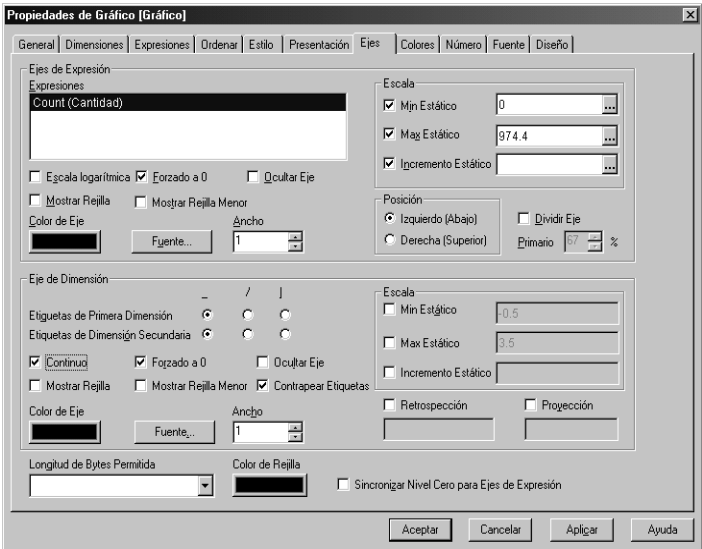 Propiedades de Gráfico [Gráfico]
General Dimensiones Expresiones Ordenar Estilo Presentación Ejes Colores Número Fuente Diseño
Ejes de Expresión
Expresiones
Count (Cantidad)
Escala logarítmica Forzado a 0 Ocultar Eje
Mostrar Rejilla Mostrar Rejilla Menor
Color de Eje Ancho
Fuente... 1
Escala
Min Estático 0 ...
Max Estático 974.4 ...
Incremento Estático ...
Posición
Izquierdo (Abajo) Dividir Eje
Derecha (Superior) Primario 67 %
Eje de Dimensión
_ / |
Etiquetas de Primera Dimensión
Etiquetas de Dimensión Secundaria
Continuo Forzado a 0 Ocultar Eje
Mostrar Rejilla Mostrar Rejilla Menor Contrapear Etiquetas
Color de Eje Ancho
Fuente... 1
Escala
Min Estático -0.5
Max Estático 3.5
Incremento Estático
Retrospección Proyección
Longitud de Bytes Permitida Color de Rejilla
Sincronizar Nivel Cero para Ejes de Expresión
Aceptar Cancelar Aplicar Ayuda